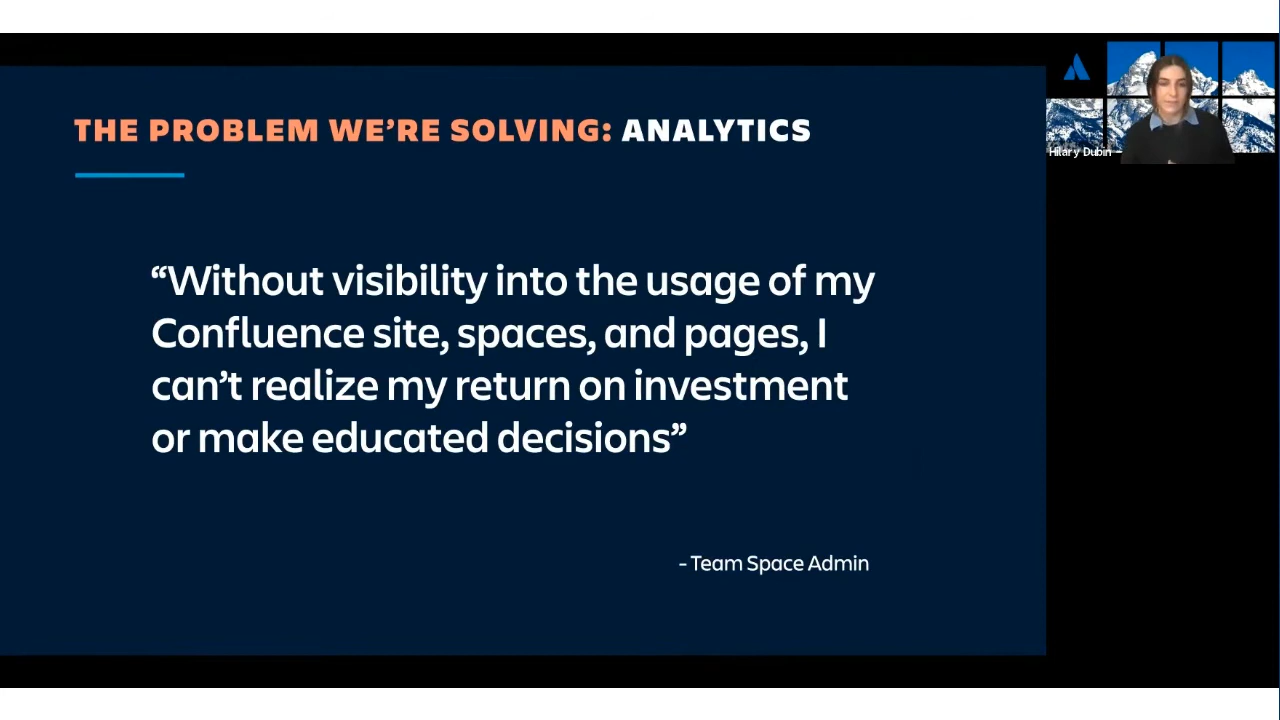 THE PROBLEM WE’RE SOLVING: ANALYTICS
Hilary Dubin
“Without visibility into the usage of my
Confluence site, spaces, and pages, I
can’t realize my return on investment
or make educated decisions”
- Team Space Admin